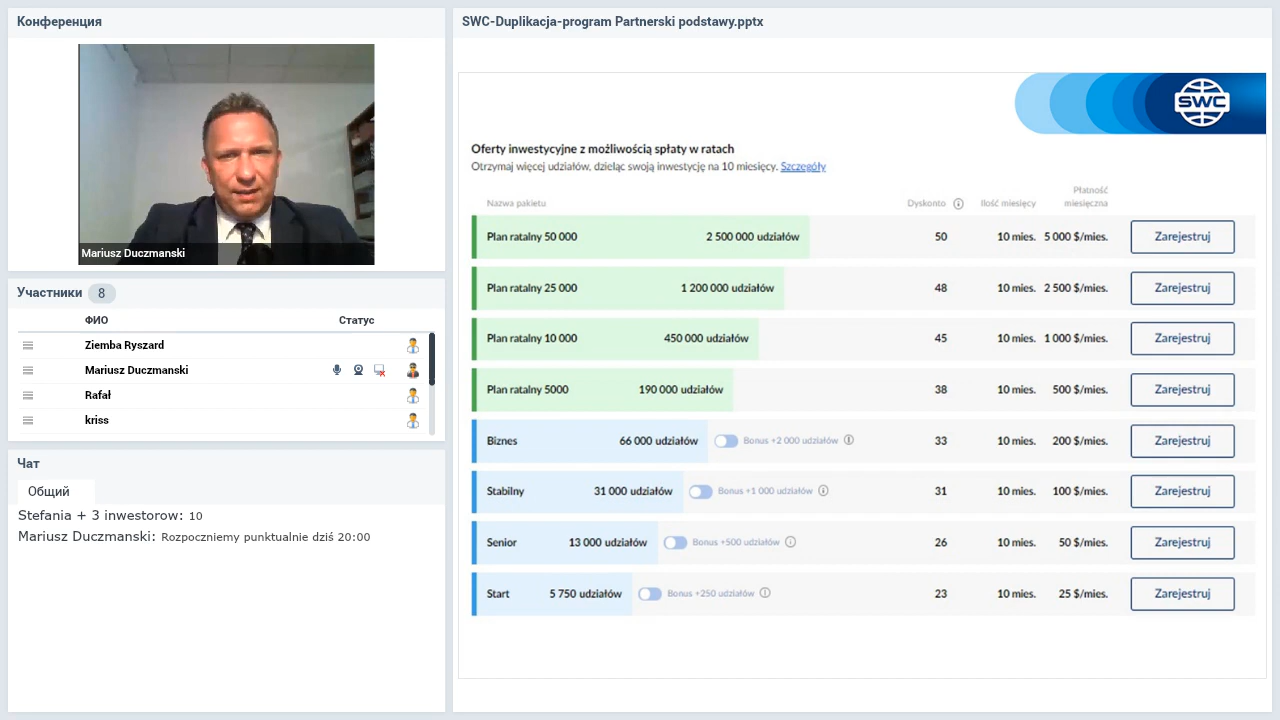 Конференция
Mariusz Duczmanski
Участники 8
ФИО Статус
Ziemba Ryszard
Mariusz Duczmanski
Rafał
kriss
Чат
Общий
Stefania + 3 inwestorow: 10
Mariusz Duczmanski: Rozpoczniemy punktualnie dziś 20:00
SWC-Duplikacja-program Partnerski podstawy.pptx
SWC
Oferty inwestycyjne z możliwością spłaty w ratach
Otrzymaj więcej udziałów, dzieląc swoją inwestycję na 10 miesięcy. Szczegóły
Nazwa pakietu Dyskonto Ilość miesięcy Płatność miesięczna
Plan ratalny 50 000 2 500 000 udziałów 50 10 mies. 5 000 $/mies. Zarejestruj
Plan ratalny 25 000 1 200 000 udziałów 48 10 mies. 2 500 $/mies. Zarejestruj
Plan ratalny 10 000 450 000 udziałów 45 10 mies. 1 000 $/mies. Zarejestruj
Plan ratalny 5000 190 000 udziałów 38 10 mies. 500 $/mies. Zarejestruj
Biznes 66 000 udziałów Bonus +2 000 udziałów 33 10 mies. 200 $/mies. Zarejestruj
Stabilny 31 000 udziałów Bonus +1 000 udziałów 31 10 mies. 100 $/mies. Zarejestruj
Senior 13 000 udziałów Bonus +500 udziałów 26 10 mies. 50 $/mies. Zarejestruj
Start 5 750 udziałów Bonus +250 udziałów 23 10 mies. 25 $/mies. Zarejestruj